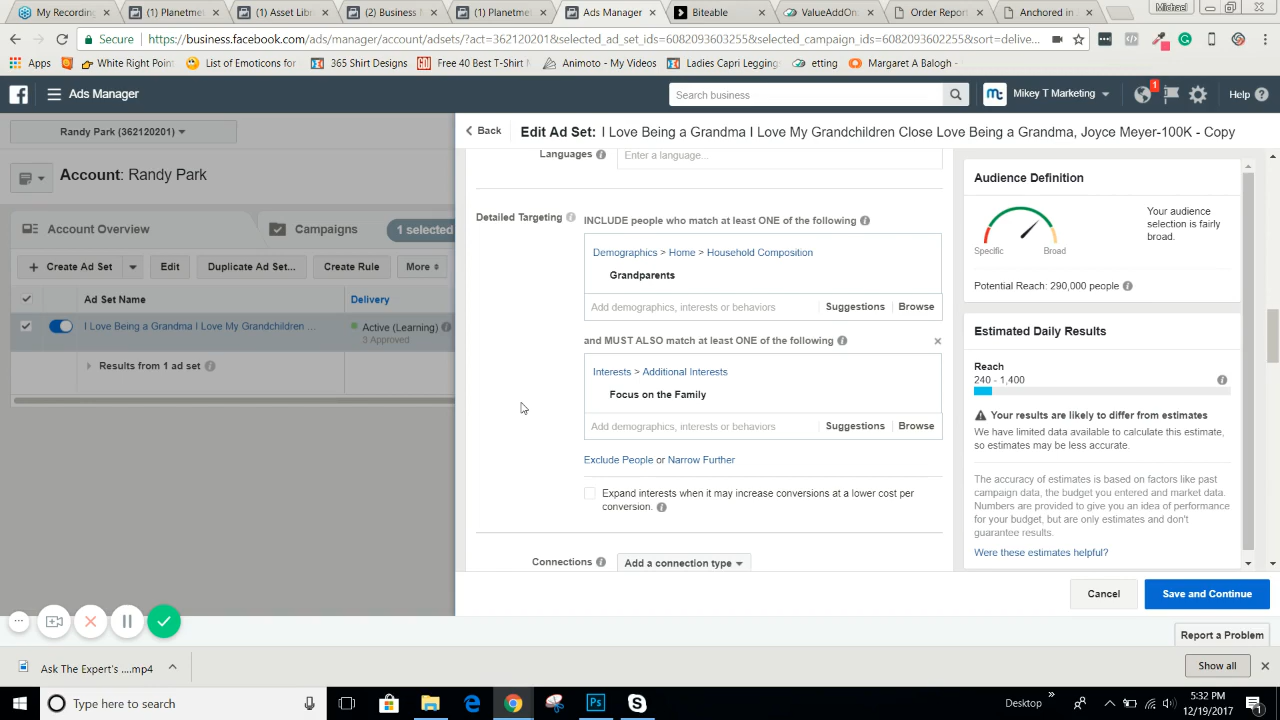 (1) My Recording
(1) Planetme
(1) Asset Lib
(2) Business
(1) Planetme
Ads Manager
Biteable
ValueAddOr
Order Report
Anchored in
Michael
Secure
https://business.facebook.com/ads/manager/account/adsets/?act=362120201&selected_ad_set_ids=6082093603255&selected_campaign_ids=6082093602255&sort=delive...
Apps
White Right Point
List of Emoticons for
365 Shirt Designs
Free 40 Best T-Shirt
Animoto - My Videos
Ladies Capri Legging
etting
Margaret A Balogh -
Ads Manager
Search business
Mikey T Marketing
1
Help
Randy Park (362120201)
Back
Edit Ad Set: I Love Being a Grandma I Love My Grandchildren Close Love Being a Grandma, Joyce Meyer-100K - Copy
Account: Randy Park
Account Overview
Campaigns
1 selected
Create Ad Set
Edit
Duplicate Ad Set...
Create Rule
More
Ad Set Name
Delivery
I Love Being a Grandma I Love My Grandchildren ...
Active (Learning)
3 Approved
Results from 1 ad set
Languages
Enter a language...
Detailed Targeting
INCLUDE people who match at least ONE of the following
Demographics > Home > Household Composition
Grandparents
Add demographics, interests or behaviors
Suggestions
Browse
and MUST ALSO match at least ONE of the following
Interests > Additional Interests
Focus on the Family
Add demographics, interests or behaviors
Suggestions
Browse
Exclude People or Narrow Further
Expand interests when it may increase conversions at a lower cost per
conversion.
Connections
Add a connection type
Audience Definition
Specific
Broad
Your audience
selection is fairly
broad.
Potential Reach: 290,000 people
Estimated Daily Results
Reach
240 - 1,400
Your results are likely to differ from estimates
We have limited data available to calculate this estimate,
so estimates may be less accurate.
The accuracy of estimates is based on factors like past
campaign data, the budget you entered and market data.
Numbers are provided to give you an idea of performance
for your budget, but are only estimates and don't
guarantee results.
Were these estimates helpful?
Cancel
Save and Continue
Report a Problem
Ask The Expert's ....mp4
Show all
Type here to search
Desktop
5:32 PM
12/19/2017
1